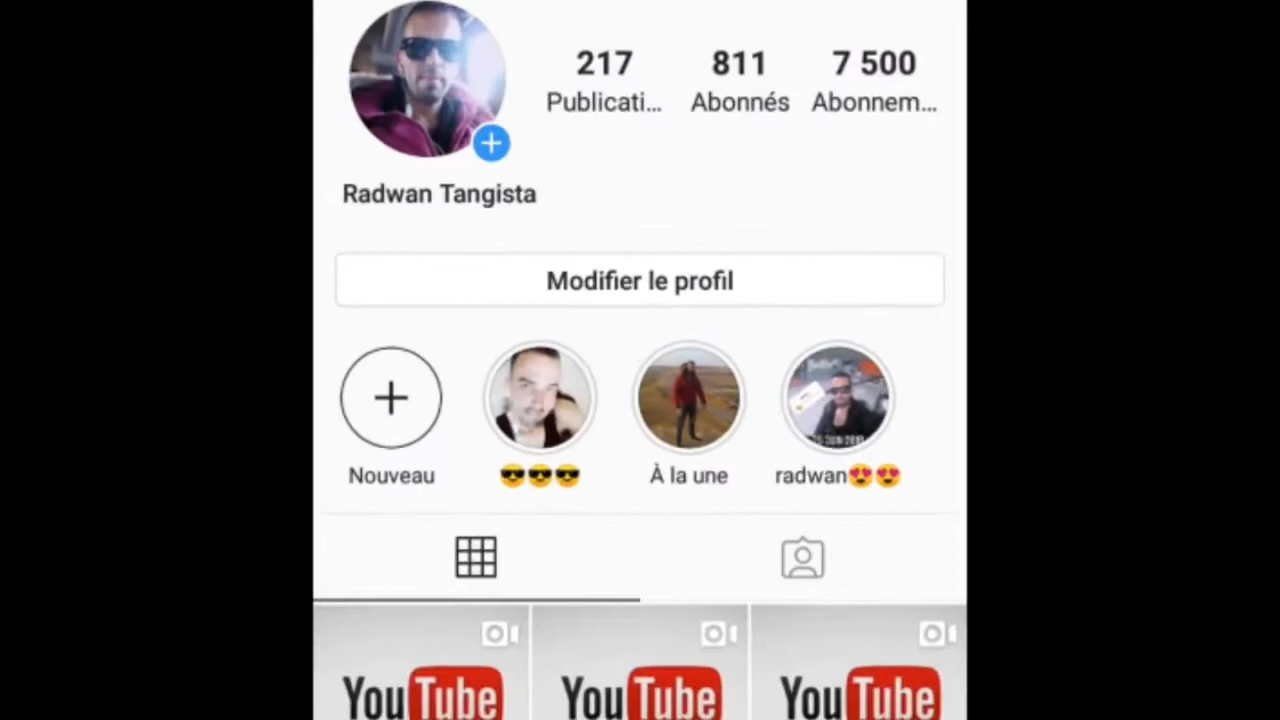 217 811 7 500
Publicati... Abonnés Abonnem...
Radwan Tangista
Modifier le profil
Nouveau 😎😎😎 À la une radwan😍😍
YouTube YouTube YouTube